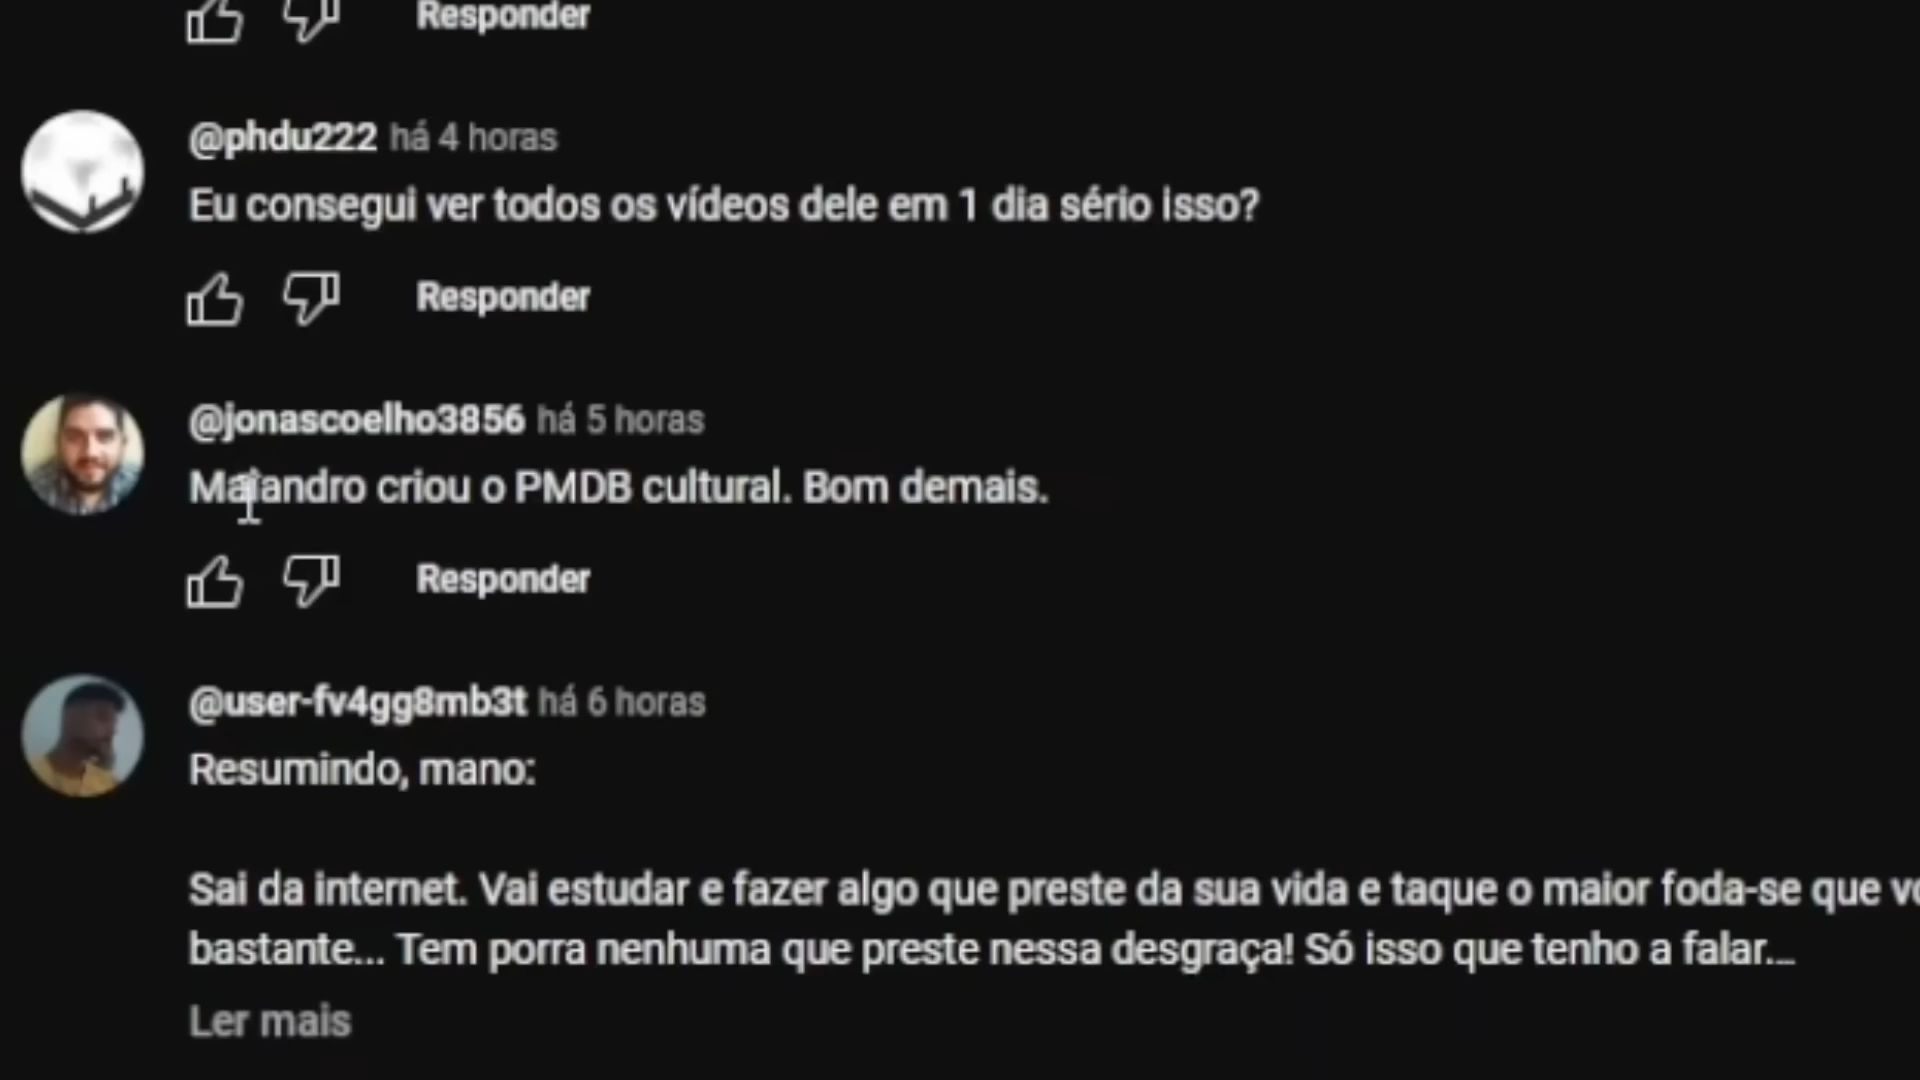 Responder
@phdu222 há 4 horas
Eu consegui ver todos os vídeos dele em 1 dia sério isso?
Responder
@jonascoelho3856 há 5 horas
Malandro criou o PMDB cultural. Bom demais.
Responder
@user-fv4gg8mb3t há 6 horas
Resumindo, mano:
Sai da internet. Vai estudar e fazer algo que preste da sua vida e taque o maior foda-se que
bastante... Tem porra nenhuma que preste nessa desgraça! Só isso que tenho a falar...
Ler mais